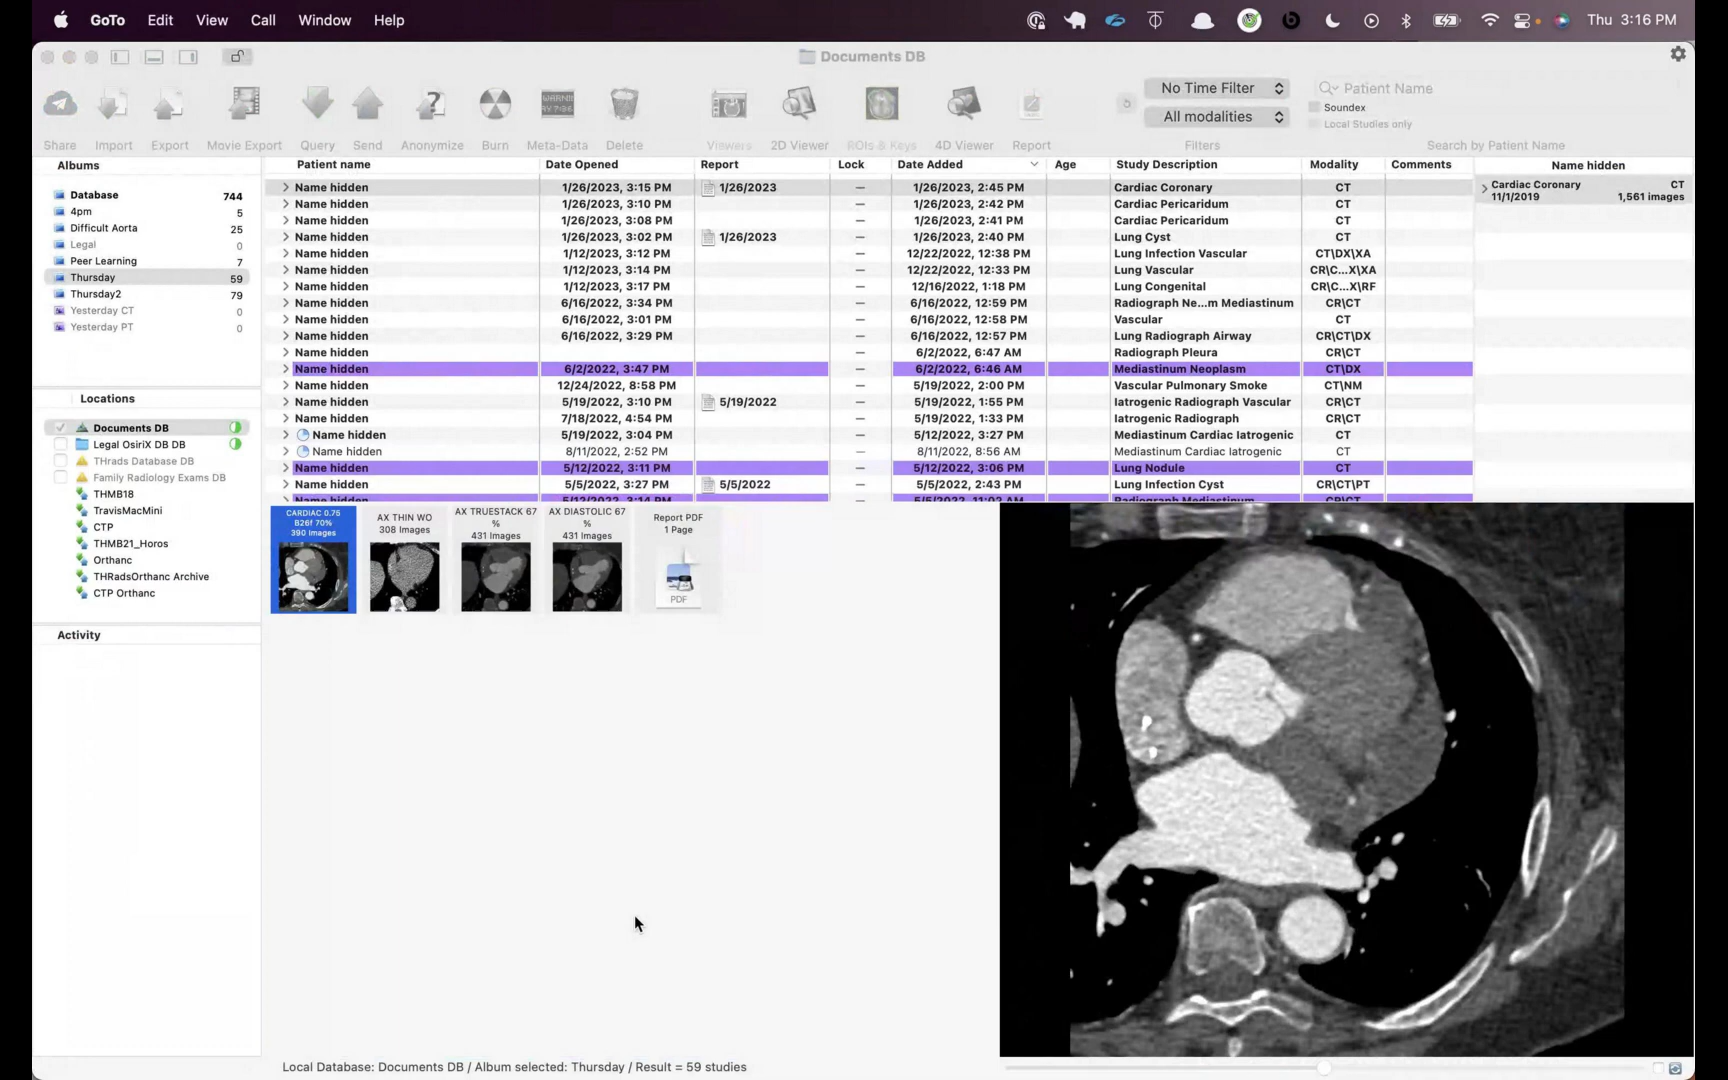 GoTo Edit View Call Window Help Thu 3:16 PM
Documents DB
No Time Filter Patient Name
All modalities Soundex
Local Studies only
Share Import Export Movie Export Query Send Anonymize Burn Meta-Data Delete Viewers 2D Viewer ROIs & Keys 4D Viewer Report Filters Search by Patient Name
Albums
Database 744
4pm 5
Difficult Aorta 25
Legal 0
Peer Learning 7
Thursday 59
Thursday2 79
Yesterday CT 0
Yesterday PT 0
Locations
Documents DB
Legal OsiriX DB DB
THrads Database DB
Family Radiology Exams DB
THMB18
TravisMacMini
CTP
THMB21_Horos
Orthanc
THRadsOrthanc Archive
CTP Orthanc
Activity
Patient name Date Opened Report Lock Date Added Age Study Description Modality Comments
Name hidden 1/26/2023, 3:15 PM 1/26/2023 — 1/26/2023, 2:45 PM Cardiac Coronary CT
Name hidden 1/26/2023, 3:10 PM — 1/26/2023, 2:42 PM Cardiac Pericaridum CT
Name hidden 1/26/2023, 3:08 PM — 1/26/2023, 2:41 PM Cardiac Pericaridum CT
Name hidden 1/26/2023, 3:02 PM 1/26/2023 — 1/26/2023, 2:40 PM Lung Cyst CT
Name hidden 1/12/2023, 3:12 PM — 12/22/2022, 12:38 PM Lung Infection Vascular CT\DX\XA
Name hidden 1/12/2023, 3:14 PM — 12/22/2022, 12:33 PM Lung Vascular CR\C...X\XA
Name hidden 1/12/2023, 3:17 PM — 12/16/2022, 1:18 PM Lung Congenital CR\C...X\RF
Name hidden 6/16/2022, 3:34 PM — 6/16/2022, 12:59 PM Radiograph Ne...m Mediastinum CR\CT
Name hidden 6/16/2022, 3:01 PM — 6/16/2022, 12:58 PM Vascular CT
Name hidden 6/16/2022, 3:29 PM — 6/16/2022, 12:57 PM Lung Radiograph Airway CR\CT\DX
Name hidden — 6/2/2022, 6:47 AM Radiograph Pleura CR\CT
Name hidden 6/2/2022, 3:47 PM — 6/2/2022, 6:46 AM Mediastinum Neoplasm CT\DX
Name hidden 12/24/2022, 8:58 PM — 5/19/2022, 2:00 PM Vascular Pulmonary Smoke CT\NM
Name hidden 5/19/2022, 3:10 PM 5/19/2022 — 5/19/2022, 1:55 PM Iatrogenic Radiograph Vascular CR\CT
Name hidden 7/18/2022, 4:54 PM — 5/19/2022, 1:33 PM Iatrogenic Radiograph CR\CT
Name hidden 5/19/2022, 3:04 PM — 5/12/2022, 3:27 PM Mediastinum Cardiac Iatrogenic CT
Name hidden 8/11/2022, 2:52 PM — 8/11/2022, 8:56 AM Mediastinum Cardiac Iatrogenic CT
Name hidden 5/12/2022, 3:11 PM — 5/12/2022, 3:06 PM Lung Nodule CT
Name hidden 5/5/2022, 3:27 PM 5/5/2022 — 5/5/2022, 2:43 PM Lung Infection Cyst CR\CT\PT
Name hidden 5/12/2022, 3:14 PM 5/5/2022, 11:02 AM Radiograph Mediastinum CR\CT
Name hidden
Cardiac Coronary CT
11/1/2019 1,561 images
CARDIAC 0.75
B26f 70%
390 Images
AX THIN WO
308 Images
AX TRUESTACK 67
%
431 Images
AX DIASTOLIC 67
%
431 Images
Report PDF
1 Page
PDF
Local Database: Documents DB / Album selected: Thursday / Result = 59 studies